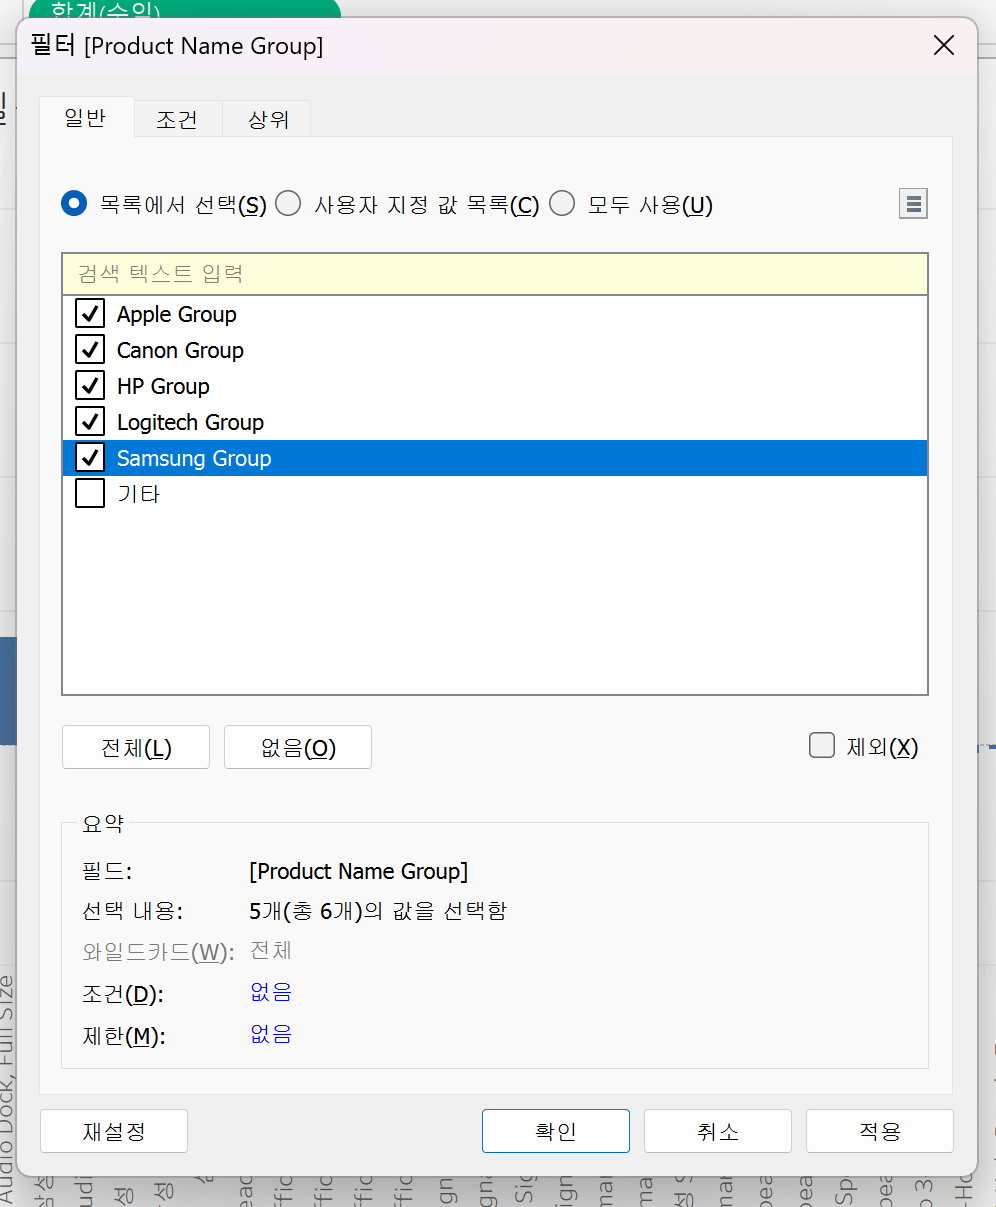 합계(수익)
필터 [Product Name Group]
일반
조건
상위
목록에서 선택(S)
사용자 지정 값 목록(C)
모두 사용(U)
검색 텍스트 입력
Apple Group
Canon Group
HP Group
Logitech Group
Samsung Group
기타
전체(L)
없음(O)
제외(X)
요약
필드: [Product Name Group]
선택 내용: 5개(총 6개)의 값을 선택함
와일드카드(W): 전체
조건(D): 없음
제한(M): 없음
재설정
확인
취소
적용
Audio Dock, Full Size